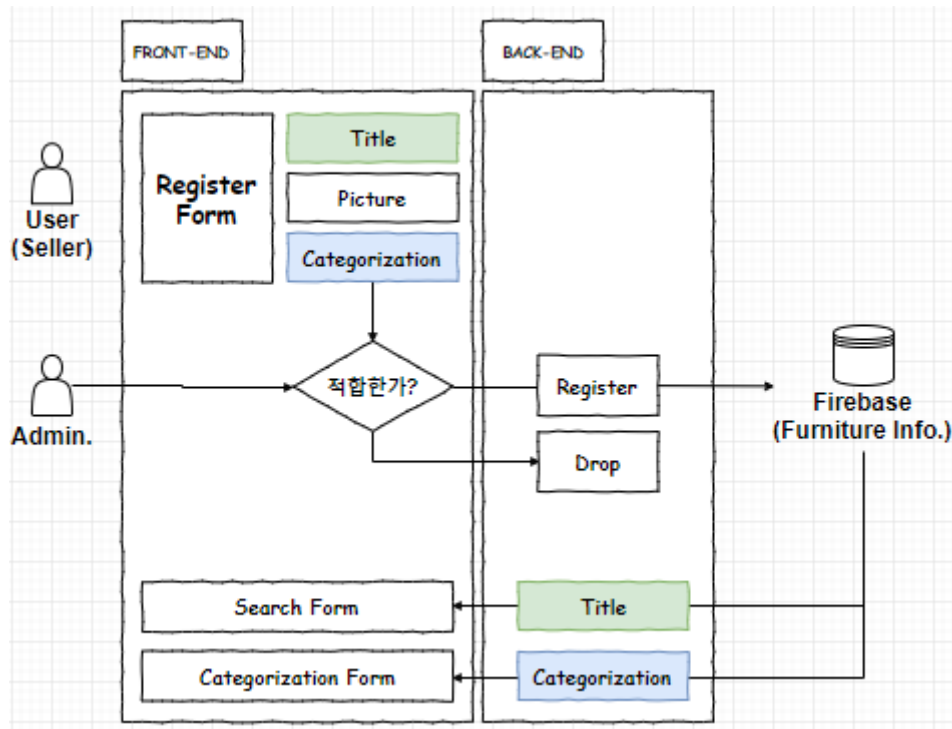 FRONT-END
BACK-END
Register
Form
Title
Picture
Categorization
User
(Seller)
적합한가?
Register
Drop
Admin.
Firebase
(Furniture Info.)
Search Form
Title
Categorization Form
Categorization